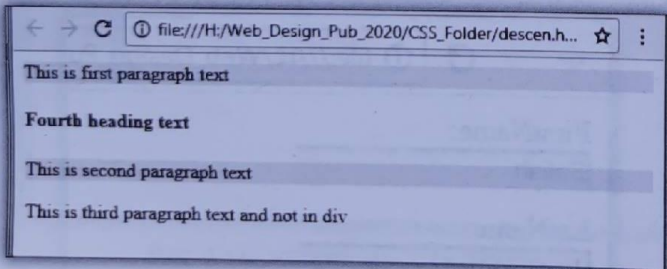 file:///H:/Web_Design_Pub_2020/CSS_Folder/descen.h...
This is first paragraph text
Fourth heading text
This is second paragraph text
This is third paragraph text and not in div